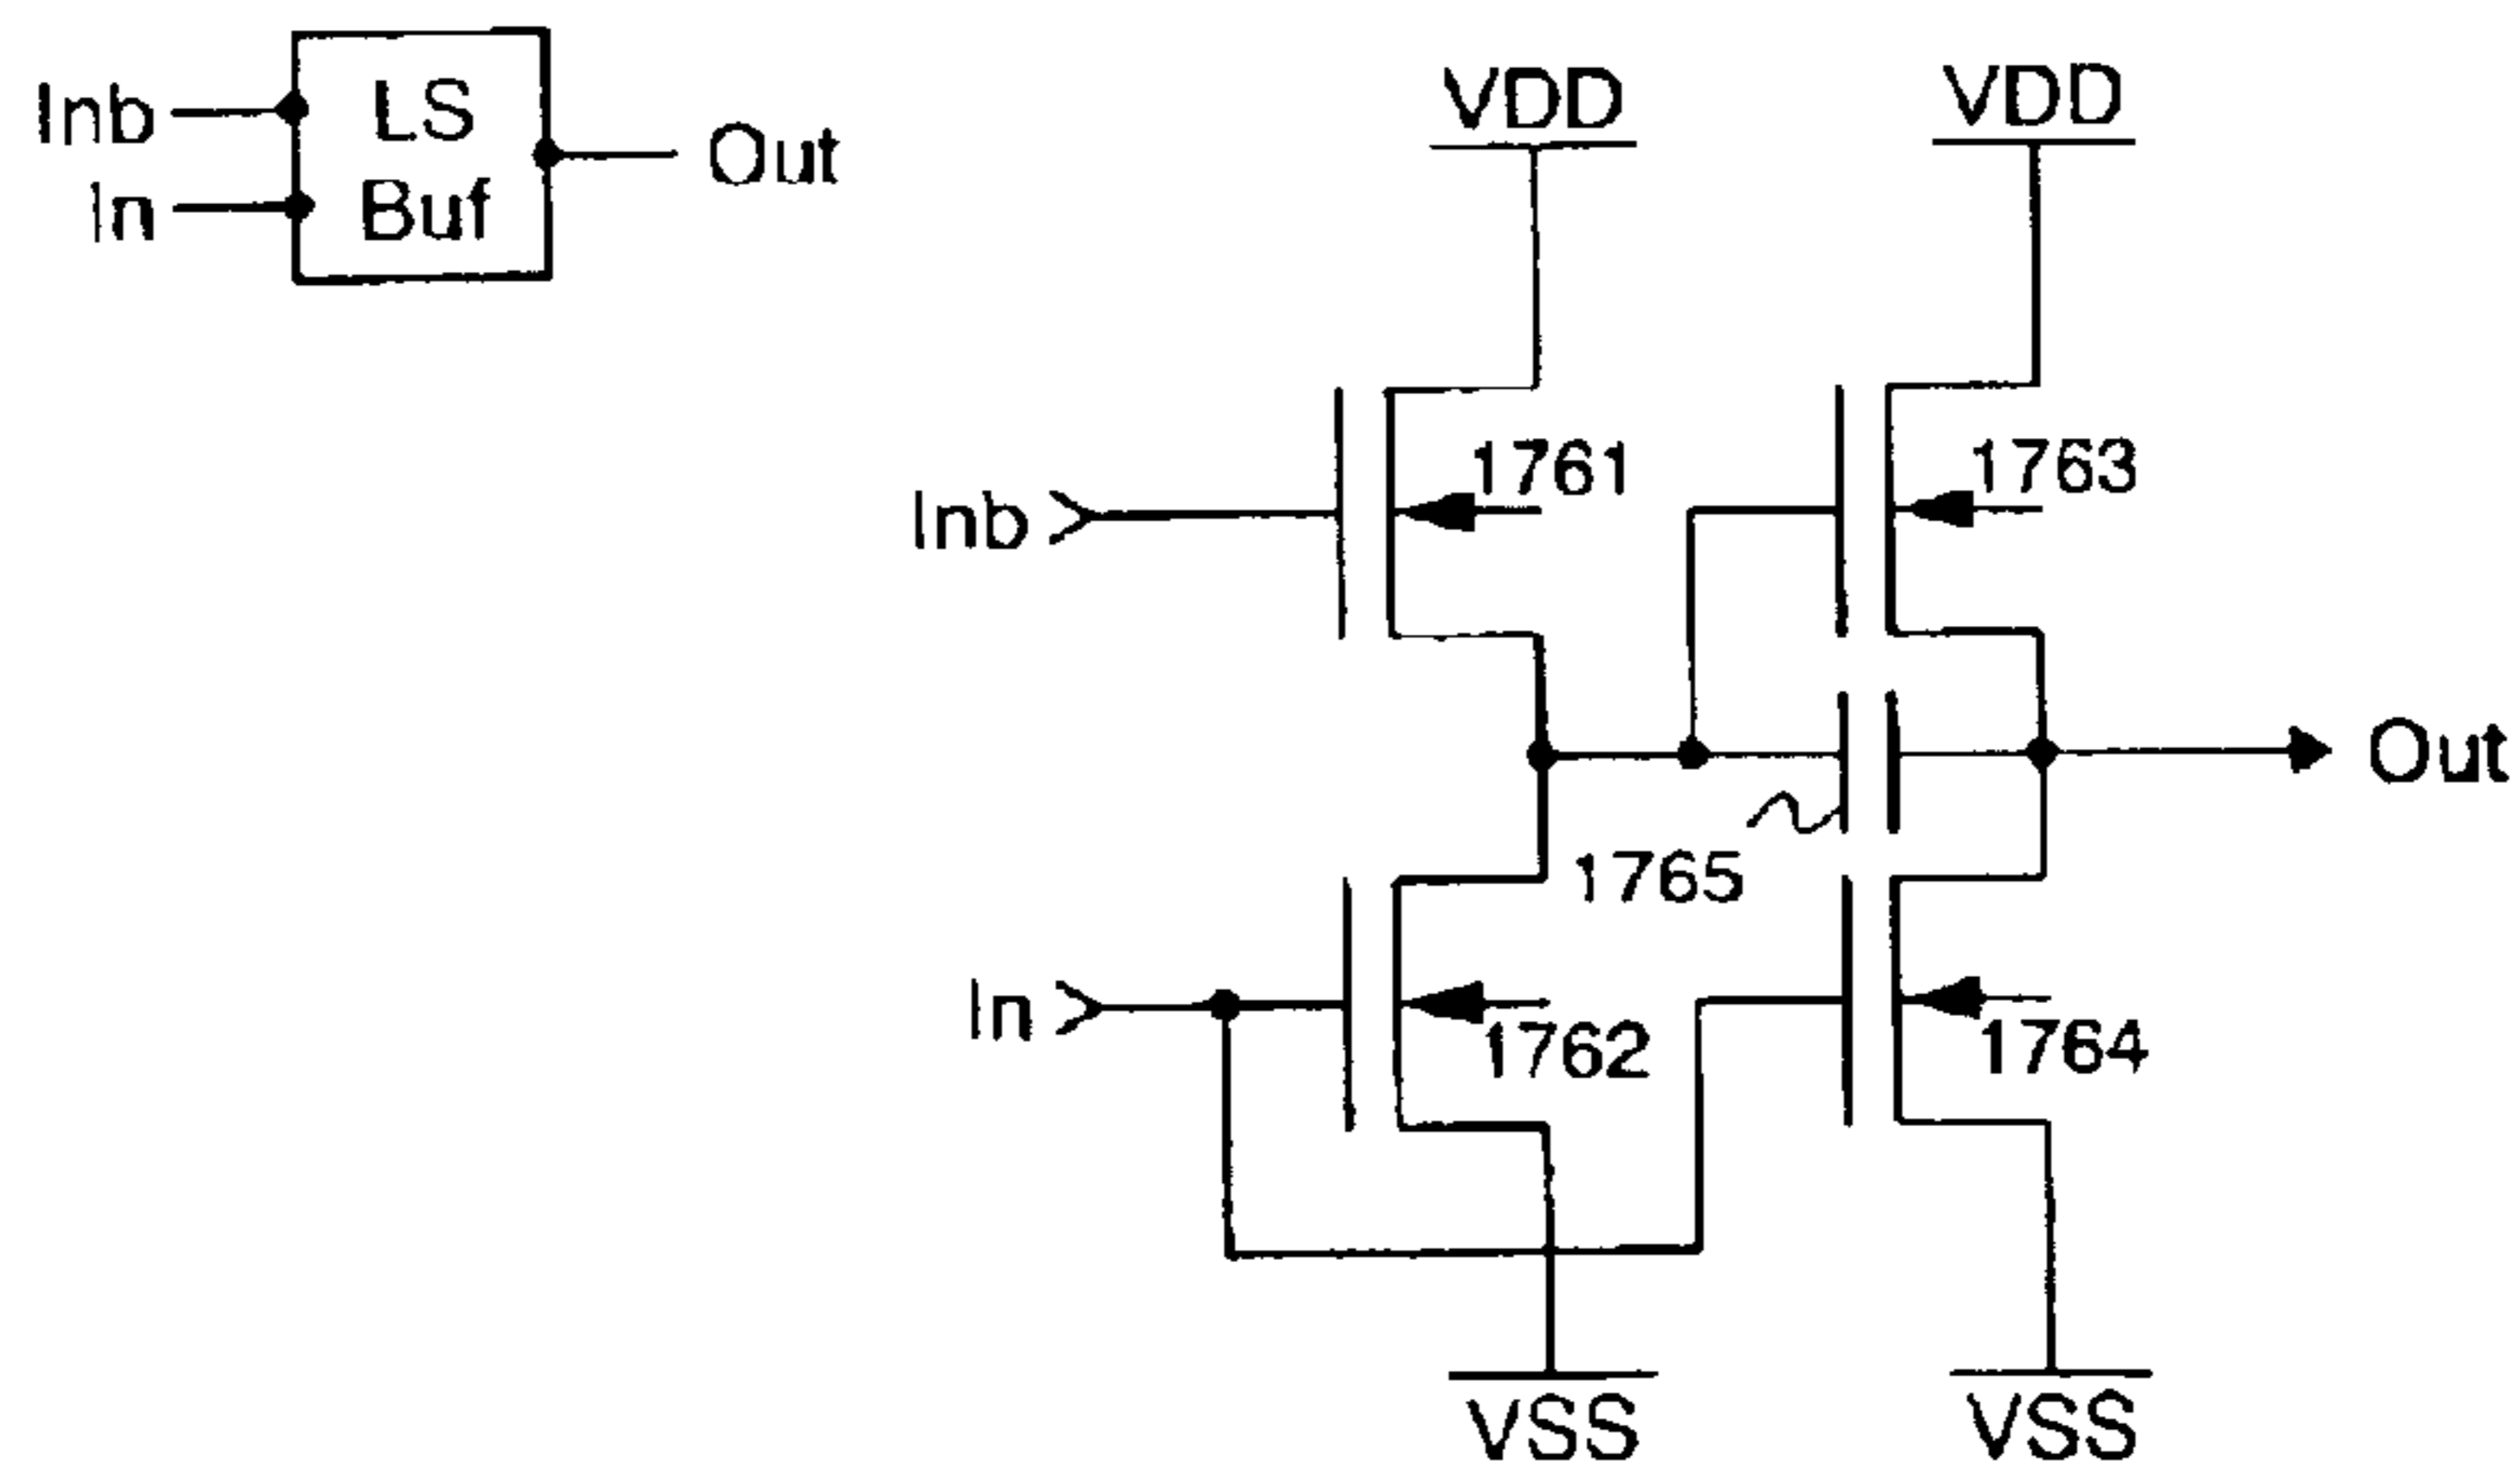 Inb
In
LS
Buf
Out
VDD
VDD
1761
1763
Inb
Out
1765
In
1762
1764
VSS
VSS